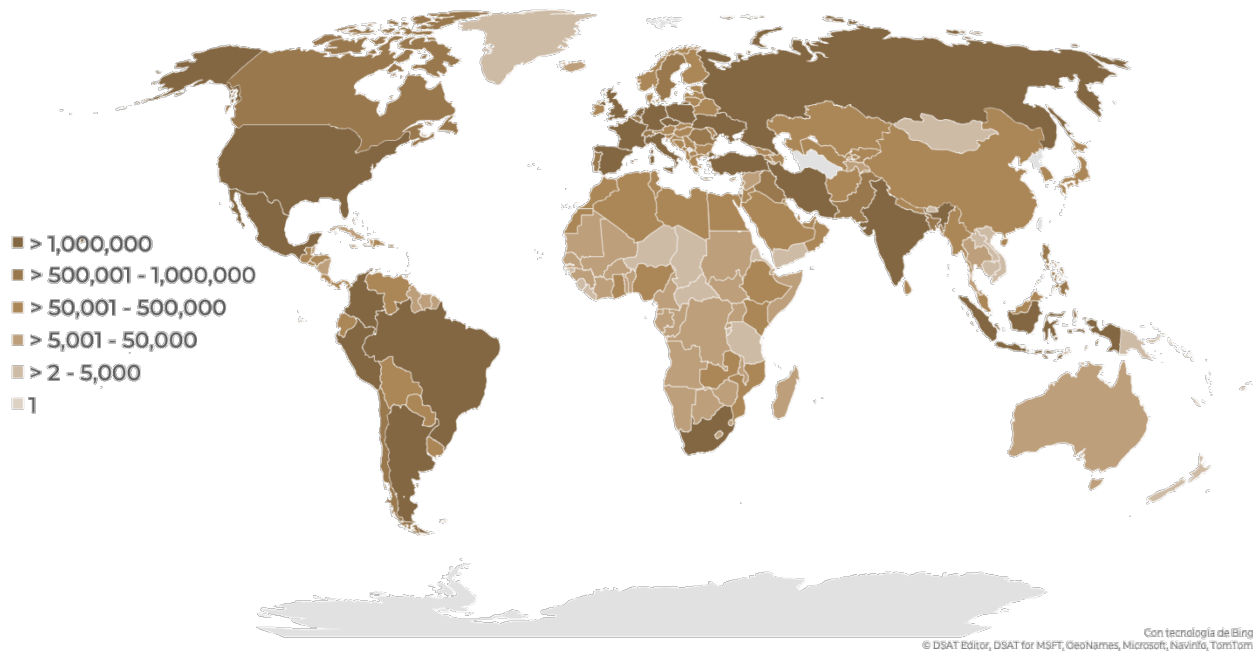 > 1,000,000
> 500,001 - 1,000,000
> 50,001 - 500,000
> 5,001 - 50,000
> 2 - 5,000
1
Con tecnología de Bing
© DSAT Editor, DSAT for MSFT, GeoNames, Microsoft, Navinfo, TomTom